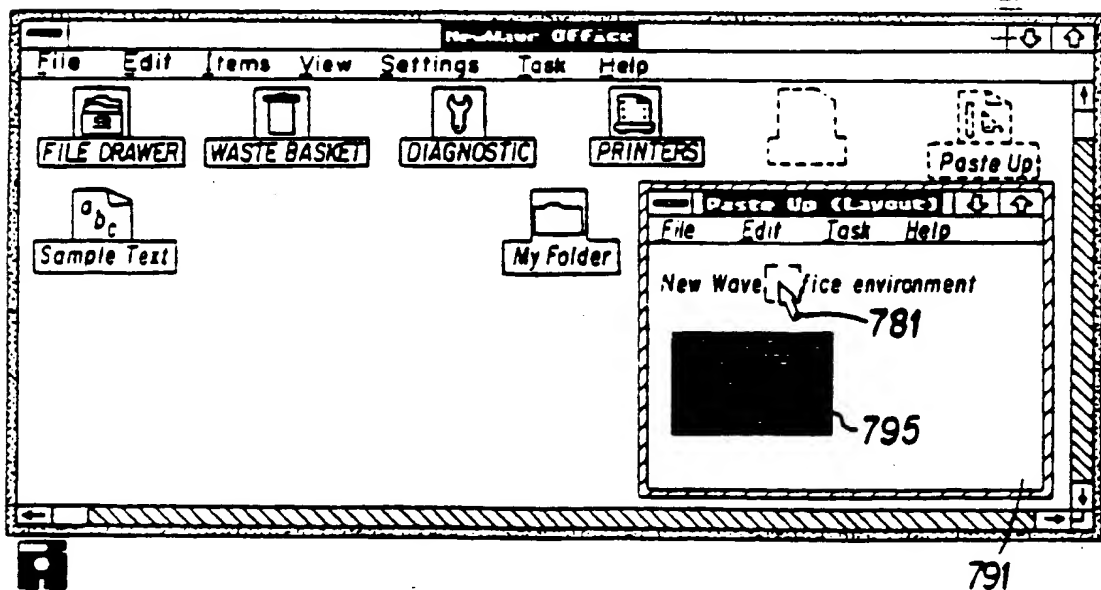 NewWave Office
File Edit Items View Settings Task Help
FILE DRAWER WASTE BASKET DIAGNOSTIC PRINTERS Paste Up
Sample Text My Folder
Paste Up (Layout)
File Edit Task Help
New Wave fice environment
781
795
791